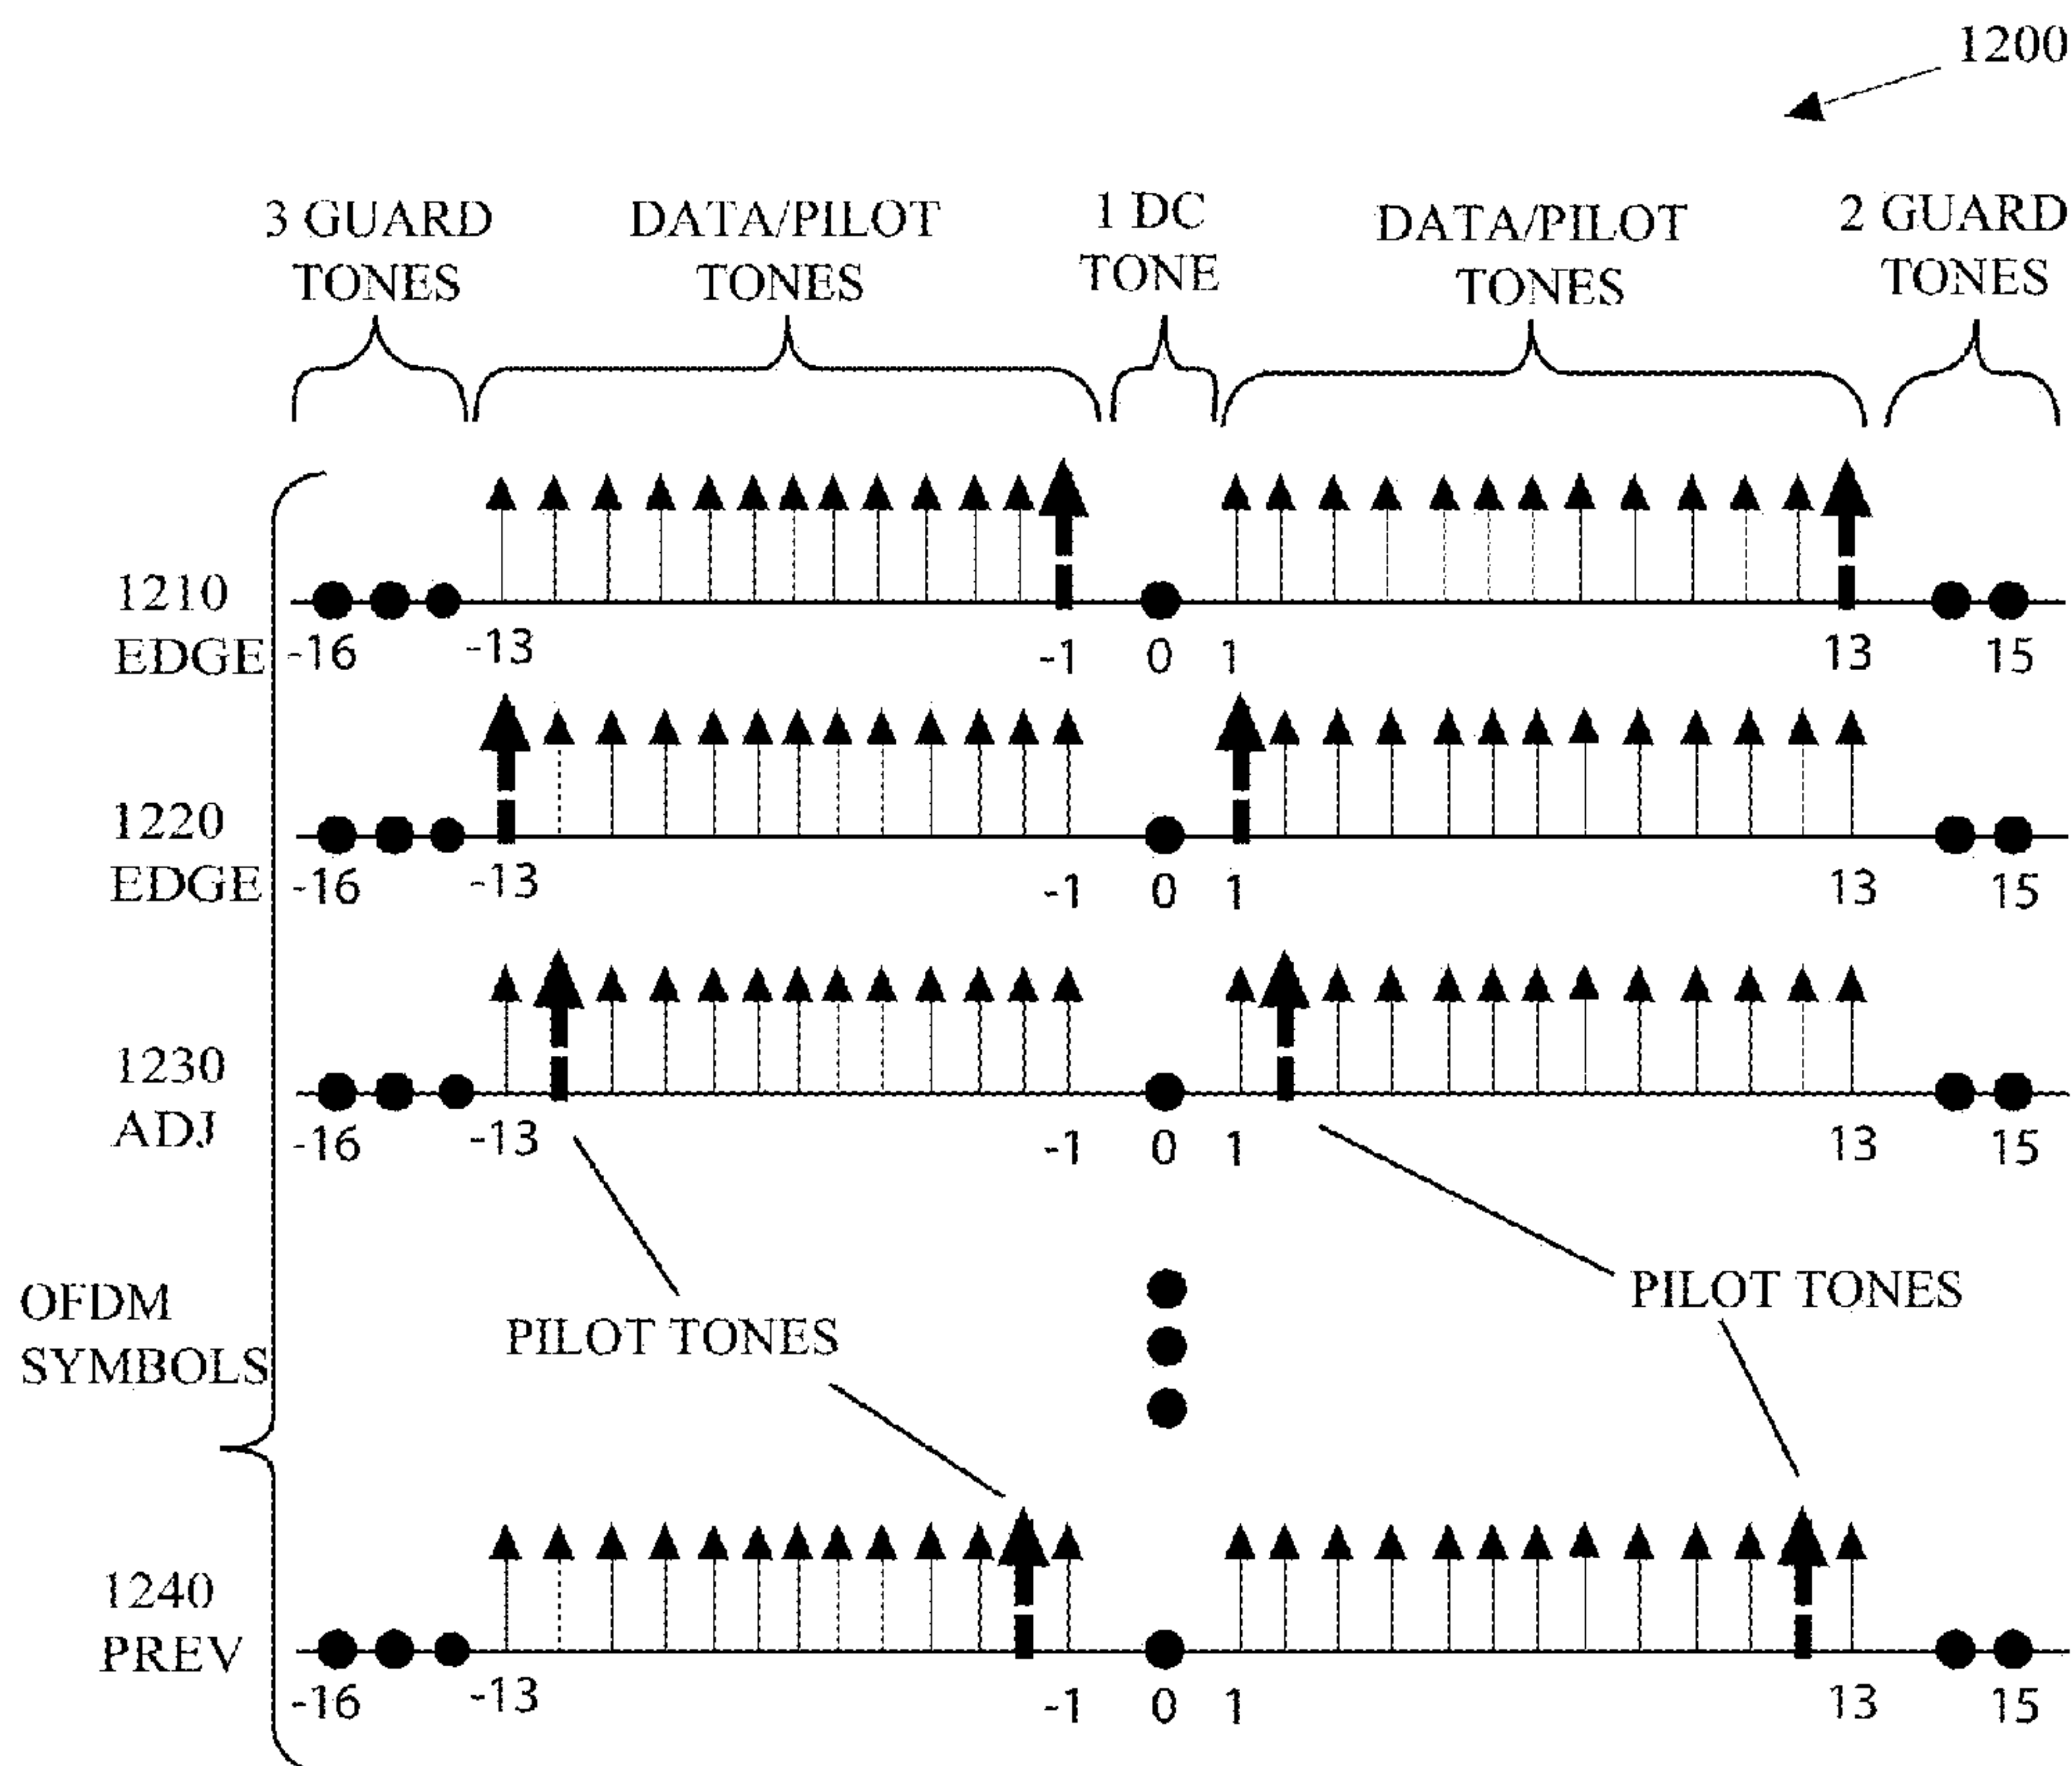 1200
3 GUARD TONES
DATA/PILOT TONES
1 DC TONE
DATA/PILOT TONES
2 GUARD TONES
1210 EDGE
-16 -13 -1 0 1 13 15
1220 EDGE
-16 -13 -1 0 1 13 15
1230 ADJ
-16 -13 -1 0 1 13 15
OFDM SYMBOLS
PILOT TONES
PILOT TONES
1240 PREV
-16 -13 -1 0 1 13 15